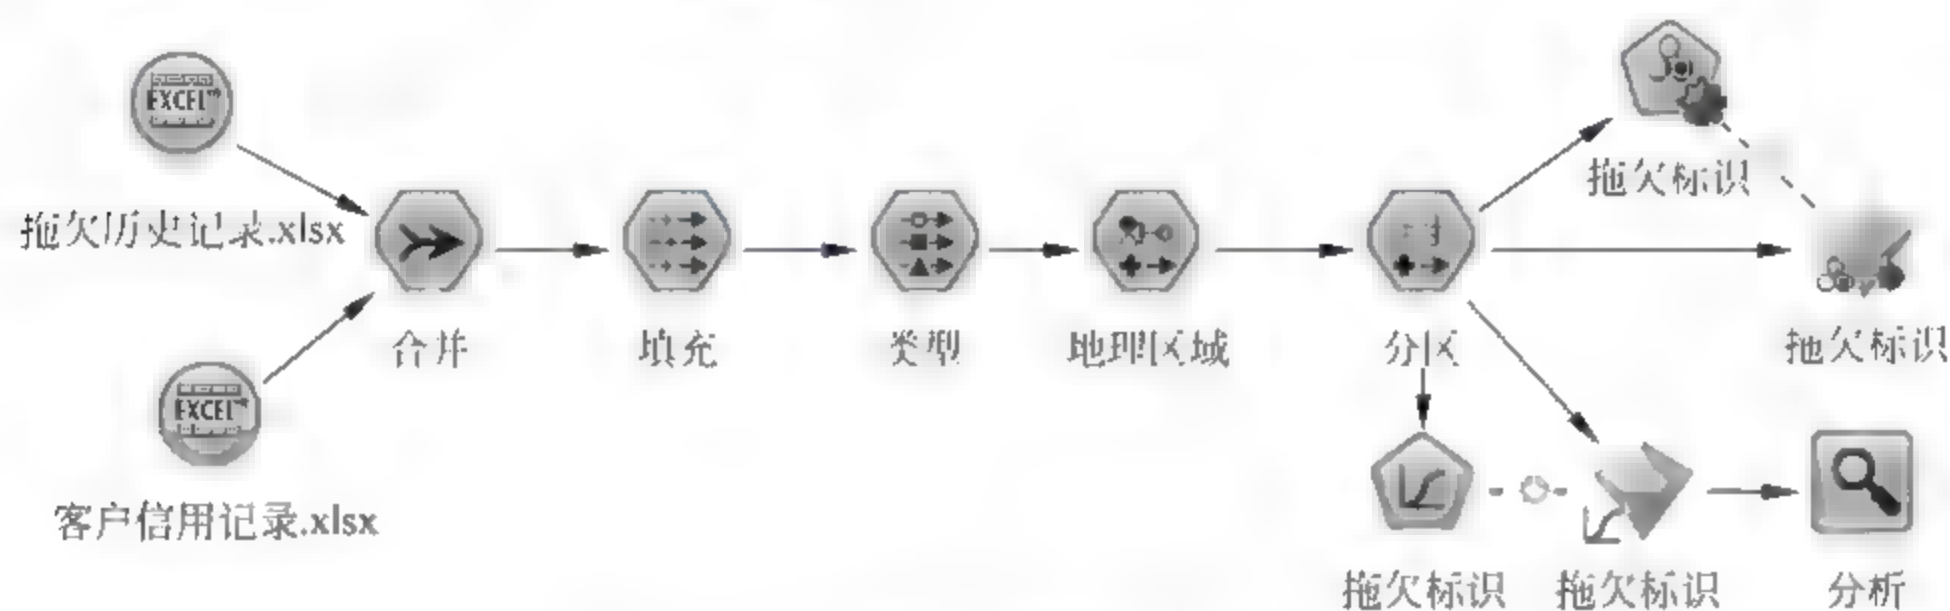 EXCEL
拖欠历史记录.xlsx
合并
填充
类型
地理区域
分区
拖欠标识
拖欠标识
EXCEL
客户信用记录.xlsx
拖欠标识
拖欠标识
分析